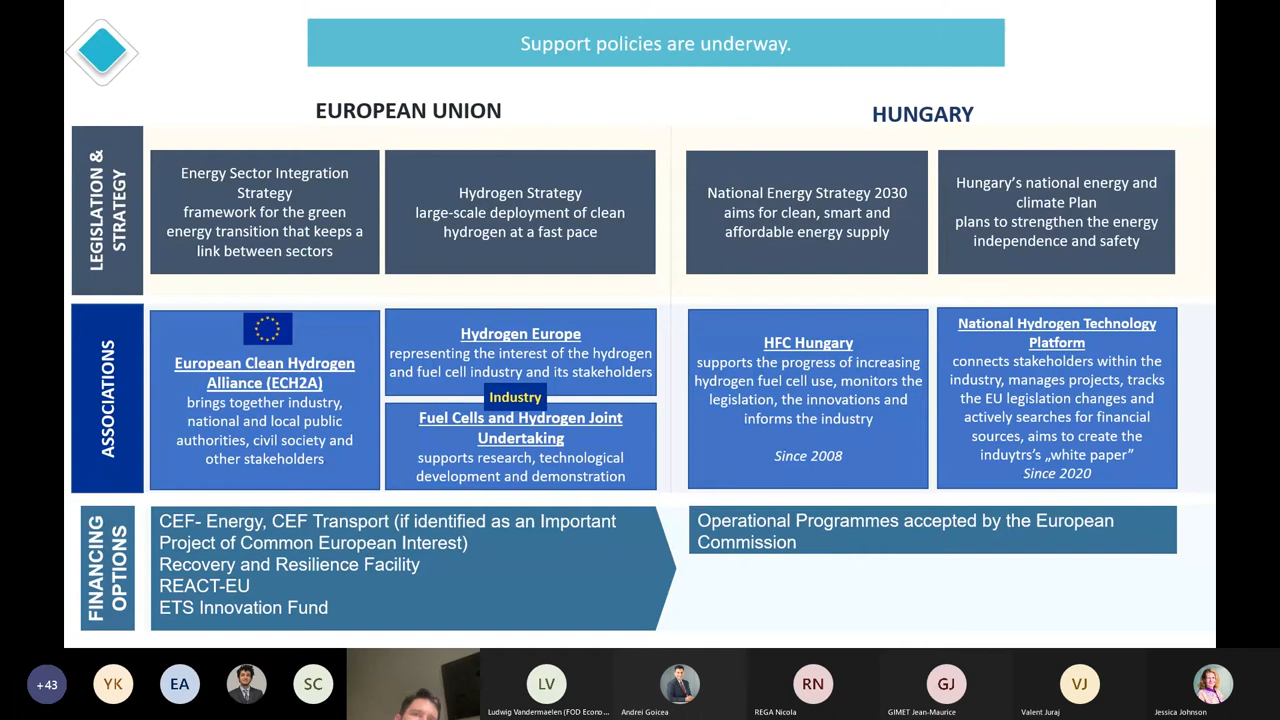 Support policies are underway.
EUROPEAN UNION
HUNGARY
LEGISLATION &
STRATEGY
Energy Sector Integration
Strategy
framework for the green
energy transition that keeps a
link between sectors
Hydrogen Strategy
large-scale deployment of clean
hydrogen at a fast pace
National Energy Strategy 2030
aims for clean, smart and
affordable energy supply
Hungary's national energy and
climate Plan
plans to strengthen the energy
independence and safety
ASSOCIATIONS
European Clean Hydrogen
Alliance (ECH2A)
brings together industry,
national and local public
authorities, civil society and
other stakeholders
Hydrogen Europe
representing the interest of the hydrogen
and fuel cell industry and its stakeholders
Industry
Fuel Cells and Hydrogen Joint
Undertaking
supports research, technological
development and demonstration
HFC Hungary
supports the progress of increasing
hydrogen fuel cell use, monitors the
legislation, the innovations and
informs the industry
Since 2008
National Hydrogen Technology
Platform
connects stakeholders within the
industry, manages projects, tracks
the EU legislation changes and
actively searches for financial
sources, aims to create the
induytrs's „white paper”
Since 2020
FINANCING
OPTIONS
CEF- Energy, CEF Transport (if identified as an Important
Project of Common European Interest)
Recovery and Resilience Facility
REACT-EU
ETS Innovation Fund
Operational Programmes accepted by the European
Commission
+43
YK
EA
SC
LV
RN
GJ
VJ
Ludwig Vandermaelen (FOD Econo...
Andrei Goicea
REGA Nicola
GIMET Jean-Maurice
Valent Juraj
Jessica Johnson